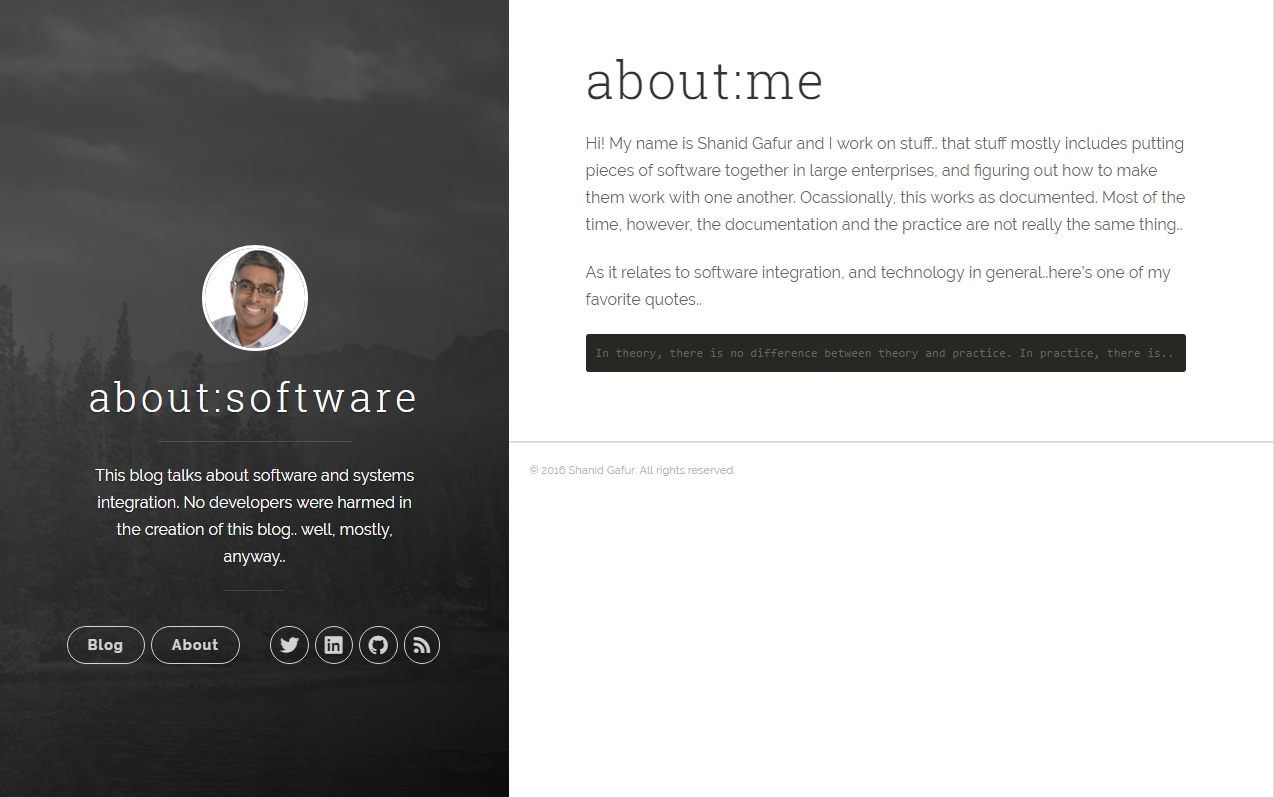 about:software
This blog talks about software and systems
integration. No developers were harmed in
the creation of this blog.. well, mostly,
anyway..
Blog About
about:me
Hi! My name is Shanid Gafur and I work on stuff.. that stuff mostly includes putting
pieces of software together in large enterprises, and figuring out how to make
them work with one another. Ocassionally, this works as documented. Most of the
time, however, the documentation and the practice are not really the same thing..
As it relates to software integration, and technology in general..here's one of my
favorite quotes..
In theory, there is no difference between theory and practice. In practice, there is..
© 2016 Shanid Gafur. All rights reserved.